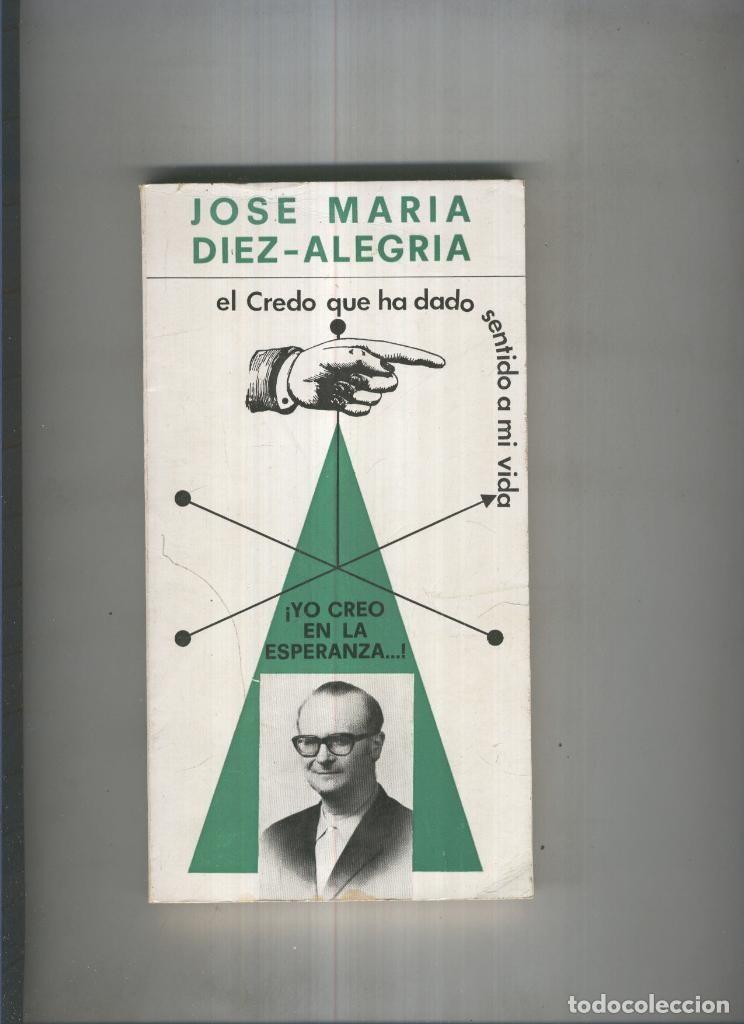 JOSE MARIA
DIEZ-ALEGRIA
el Credo que ha dado sentido a mi vida
¡YO CREO
EN LA
ESPERANZA...!
todocoleccion